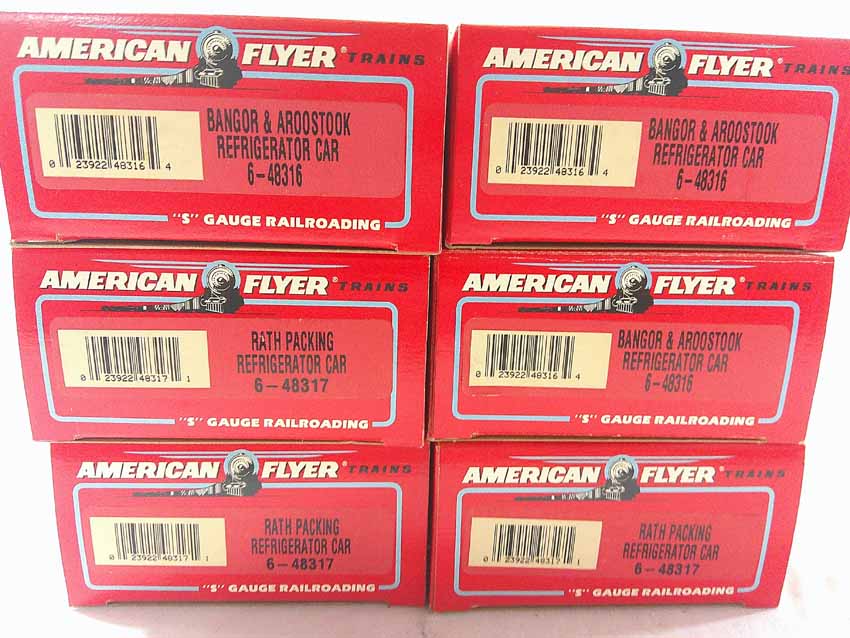 AMERICAN FLYER® TRAINS
BANGOR & AROOSTOOK
REFRIGERATOR CAR
6-48316
0 23922 48316 4
"S" GAUGE RAILROADING
AMERICAN FLYER® TRAINS
BANGOR & AROOSTOOK
REFRIGERATOR CAR
6-48316
0 23922 48316 4
"S" GAUGE RAILROADING
AMERICAN FLYER® TRAINS
RATH PACKING
REFRIGERATOR CAR
6-48317
0 23922 48317 1
"S" GAUGE RAILROADING
AMERICAN FLYER® TRAINS
BANGOR & AROOSTOOK
REFRIGERATOR CAR
6-48316
0 23922 48316 4
"S" GAUGE RAILROADING
AMERICAN FLYER® TRAINS
RATH PACKING
REFRIGERATOR CAR
6-48317
0 23922 48317 1
"S" GAUGE RAILROADING
AMERICAN FLYER® TRAINS
RATH PACKING
REFRIGERATOR CAR
6-48317
0 23922 48317 1
"S" GAUGE RAILROADING